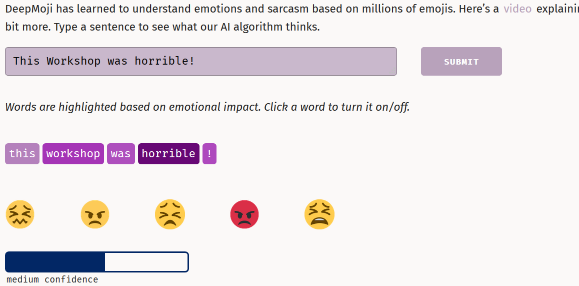 DeepMoji has learned to understand emotions and sarcasm based on millions of emojis. Here's a video
bit more. Type a sentence to see what our AI algorithm thinks.
This Workshop was horrible!
SUBMIT
Words are highlighted based on emotional impact. Click a word to turn it on/off.
this workshop was horrible !
medium confidence